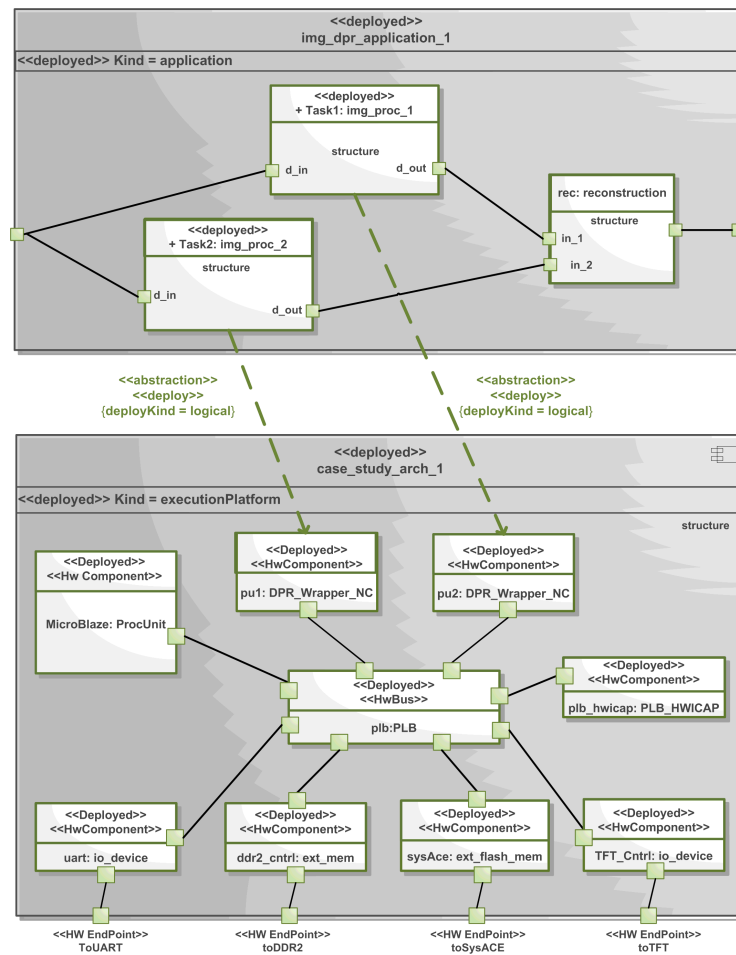 <<deployed>>
img_dpr_application_1
<<deployed>> Kind = application
<<deployed>>
+ Task1: img_proc_1
structure
d_in
d_out
<<deployed>>
+ Task2: img_proc_2
structure
d_in
d_out
rec: reconstruction
structure
in_1
in_2
<<abstraction>>
<<deploy>>
{deployKind = logical}
<<abstraction>>
<<deploy>>
{deployKind = logical}
<<deployed>>
case_study_arch_1
<<deployed>> Kind = executionPlatform
structure
<<Deployed>>
<<Hw Component>>
MicroBlaze: ProcUnit
<<Deployed>>
<<HwComponent>>
pu1: DPR_Wrapper_NC
<<Deployed>>
<<HwComponent>>
pu2: DPR_Wrapper_NC
<<Deployed>>
<<HwBus>>
plb:PLB
<<Deployed>>
<<HwComponent>>
plb_hwicap: PLB_HWICAP
<<Deployed>>
<<HwComponent>>
uart: io_device
<<Deployed>>
<<HwComponent>>
ddr2_cntrl: ext_mem
<<Deployed>>
<<HwComponent>>
sysAce: ext_flash_mem
<<Deployed>>
<<HwComponent>>
TFT_Cntrl: io_device
<<HW EndPoint>>
ToUART
<<HW EndPoint>>
toDDR2
<<HW EndPoint>>
toSysACE
<<HW EndPoint>>
toTFT